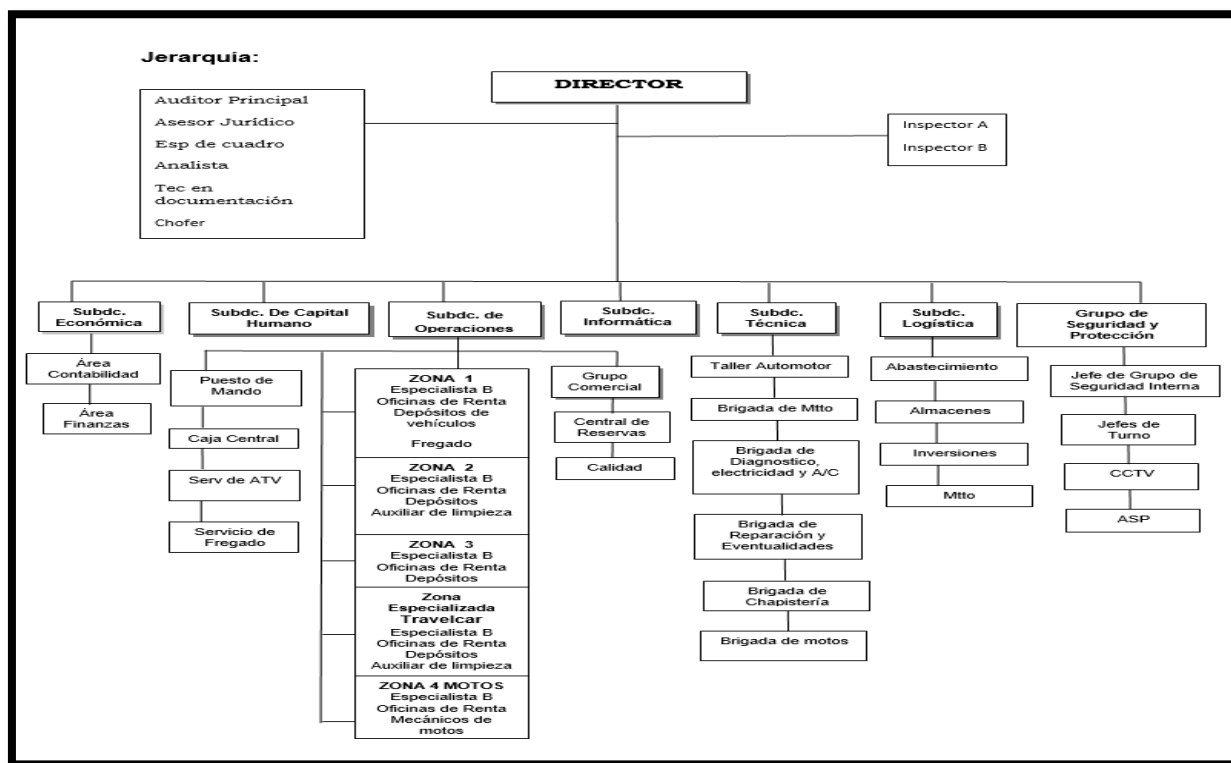 Jerarquía:
DIRECTOR
Auditor Principal
Asesor Jurídico
Esp de cuadro
Analista
Tec en
documentación
Chofer
Inspector A
Inspector B
Subdc.
Económica
Subdc. De Capital
Humano
Subdc. de
Operaciones
Subdc.
Informática
Subdc.
Técnica
Subdc.
Logística
Grupo de
Seguridad y
Protección
Área
Contabilidad
Área
Finanzas
Puesto de
Mando
Caja Central
Serv de ATV
Servicio de
Fregado
ZONA 1
Especialista B
Oficinas de Renta
Depósitos de
vehículos
Fregado
ZONA 2
Especialista B
Oficinas de Renta
Depósitos
Auxiliar de limpieza
ZONA 3
Especialista B
Oficinas de Renta
Depósitos
Zona
Especializada
Travelcar
Especialista B
Oficinas de Renta
Depósitos
Auxiliar de limpieza
ZONA 4 MOTOS
Especialista B
Oficinas de Renta
Mecánicos de
motos
Grupo
Comercial
Central de
Reservas
Calidad
Taller Automotor
Brigada de Mtto
Brigada de
Diagnostico,
electricidad y A/C
Brigada de
Reparación y
Eventualidades
Brigada de
Chapistería
Brigada de motos
Abastecimiento
Almacenes
Inversiones
Mtto
Jefe de Grupo de
Seguridad Interna
Jefes de
Turno
CCTV
ASP